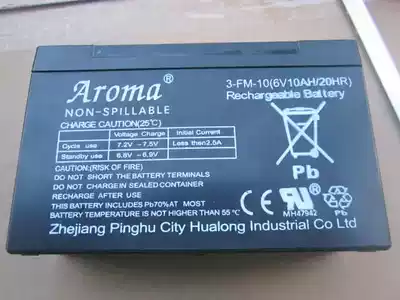 Aroma®
NON-SPILLABLE
3-FM-10(6V10AH/20HR)
Rechargeable Battery
CHARGE CAUTION(25℃)
Voltage Charge Initial Current
Cycle use 7.2V - 7.5V Less then2.5A
Standby use 6.8V - 6.9V
CAUTION:(RISK OF FIRE)
DO NOT SHORT THE BATTERY TERMINALS
DO NOT CHARGE IN A SEALED CONTAINER
RECHARGE AFTER USE
THIS BATTERY INCLUDES Pb70%AT MOST
BATTERY TEMPERATURE IS NOT HIGHER THAN 55℃
Pb
CE
MH47942
Pb
Zhejiang Pinghu City Hualong Industrial Co Ltd